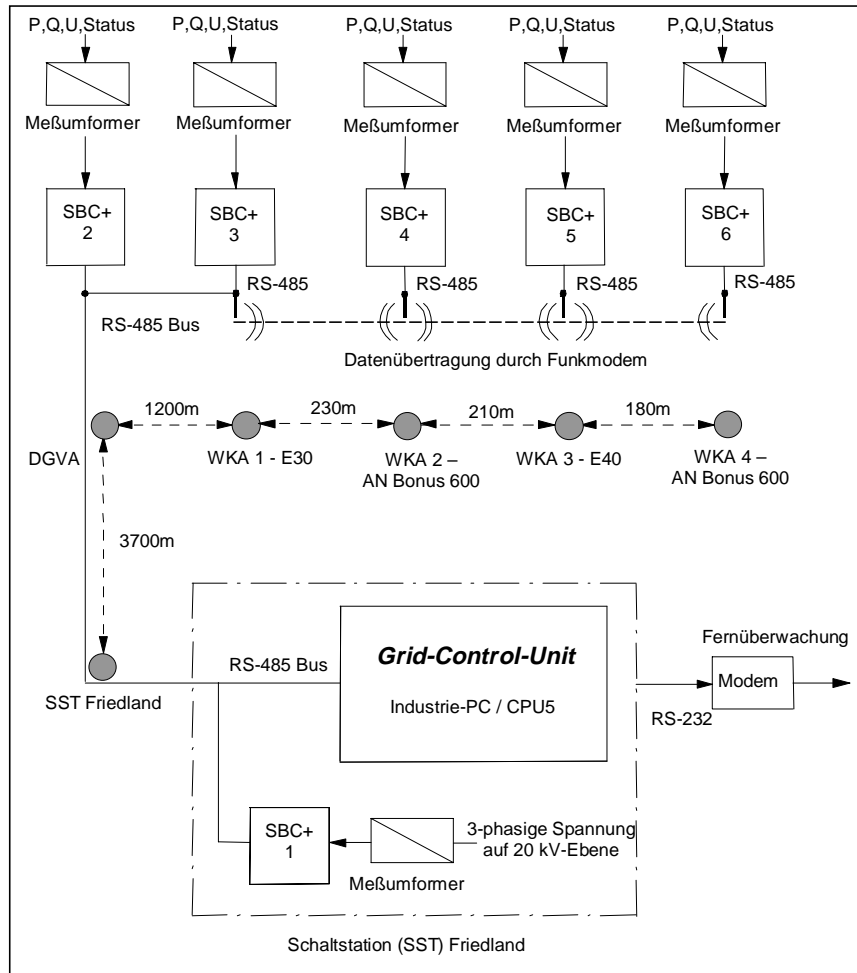 P,Q,U,Status P,Q,U,Status P,Q,U,Status P,Q,U,Status P,Q,U,Status
Meßumformer Meßumformer Meßumformer Meßumformer Meßumformer
SBC+ SBC+ SBC+ SBC+ SBC+
2 3 4 5 6
RS-485 RS-485 RS-485 RS-485
RS-485 Bus
Datenübertragung durch Funkmodem
1200m 230m 210m 180m
DGVA
WKA 1 - E30 WKA 2 – WKA 3 - E40 WKA 4 –
AN Bonus 600 AN Bonus 600
3700m
Fernüberwachung
Grid-Control-Unit
RS-485 Bus
Modem
SST Friedland
Industrie-PC / CPU5
RS-232
SBC+
1
3-phasige Spannung
auf 20 kV-Ebene
Meßumformer
Schaltstation (SST) Friedland